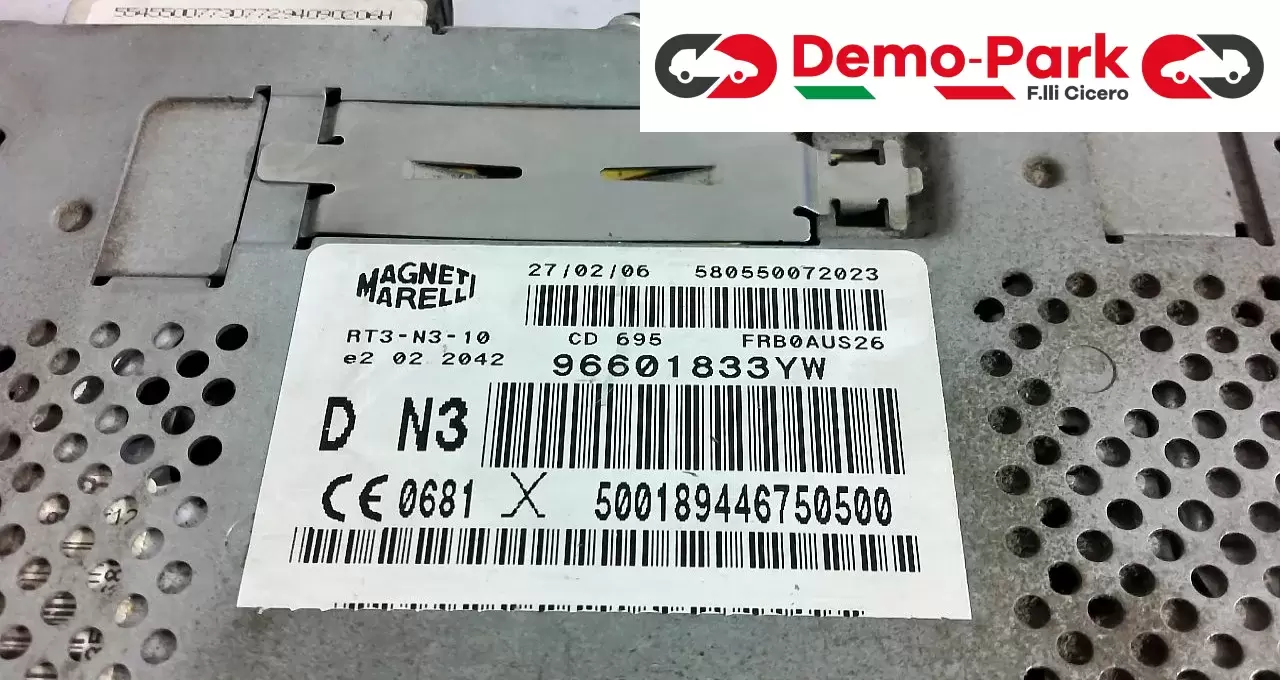 Demo-Park
F.lli Cicero
MAGNETI
MARELLI
27/02/06 580550072023
RT3-N3-10 CD 695 FRB0AUS26
e2 02 2042 96601833YW
D N3
CE 0681 500189446750500